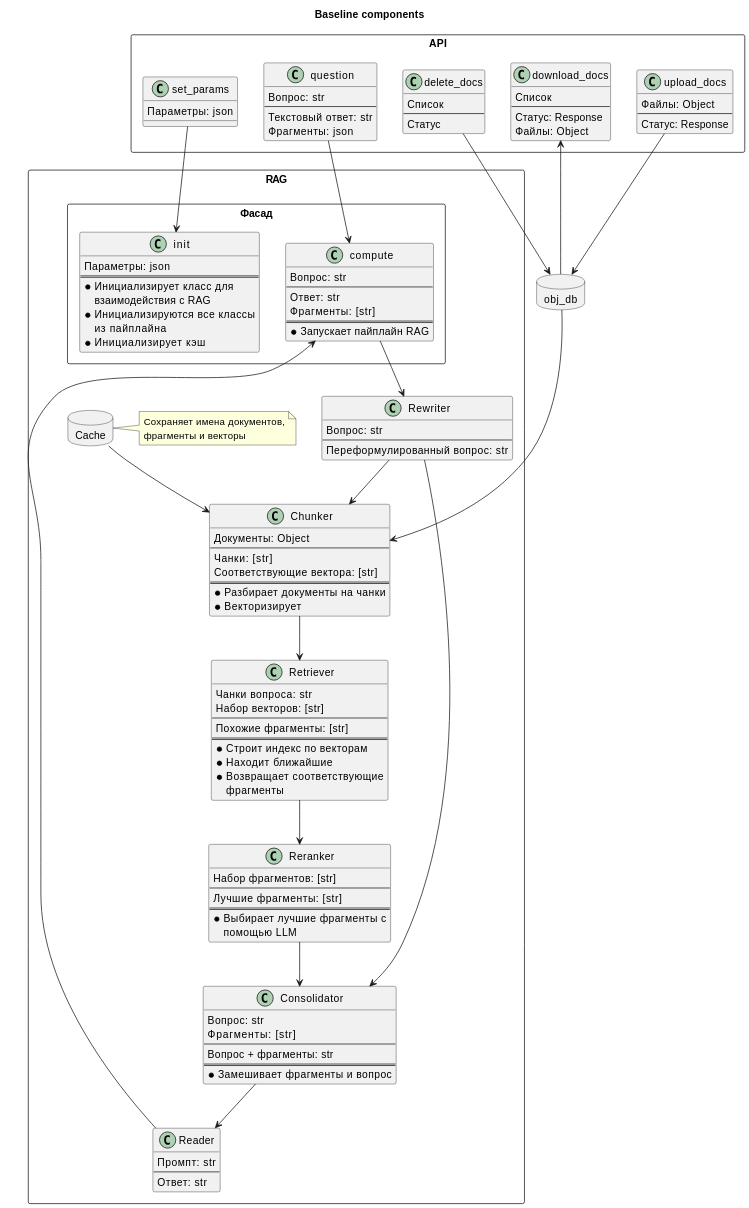 Baseline components
API
C set_params
Параметры: json
C question
Вопрос: str
Текстовый ответ: str
Фрагменты: json
C delete_docs
Список
Статус
C download_docs
Список
Статус: Response
Файлы: Object
C upload_docs
Файлы: Object
Статус: Response
RAG
Фасад
C init
Параметры: json
• Инициализирует класс для
взаимодействия с RAG
• Инициализируются все классы
из пайплайна
• Инициализирует кэш
C compute
Вопрос: str
Ответ: str
Фрагменты: [str]
• Запускает пайплайн RAG
obj_db
Cache
Сохраняет имена документов,
фрагменты и векторы
C Rewriter
Вопрос: str
Переформулированный вопрос: str
C Chunker
Документы: Object
Чанки: [str]
Соответствующие вектора: [str]
• Разбирает документы на чанки
• Векторизирует
C Retriever
Чанки вопроса: str
Набор векторов: [str]
Похожие фрагменты: [str]
• Строит индекс по векторам
• Находит ближайшие
• Возвращает соответствующие
фрагменты
C Reranker
Набор фрагментов: [str]
Лучшие фрагменты: [str]
• Выбирает лучшие фрагменты с
помощью LLM
C Consolidator
Вопрос: str
Фрагменты: [str]
Вопрос + фрагменты: str
• Замешивает фрагменты и вопрос
C Reader
Промпт: str
Ответ: str